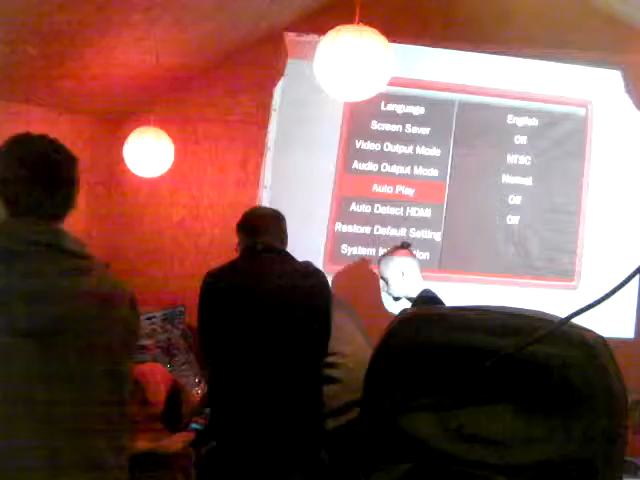 Language English
Screen Saver Off
Video Output Mode NTSC
Audio Output Mode Normal
Auto Play Off
Auto Detect HDMI Off
Restore Default Setting
System